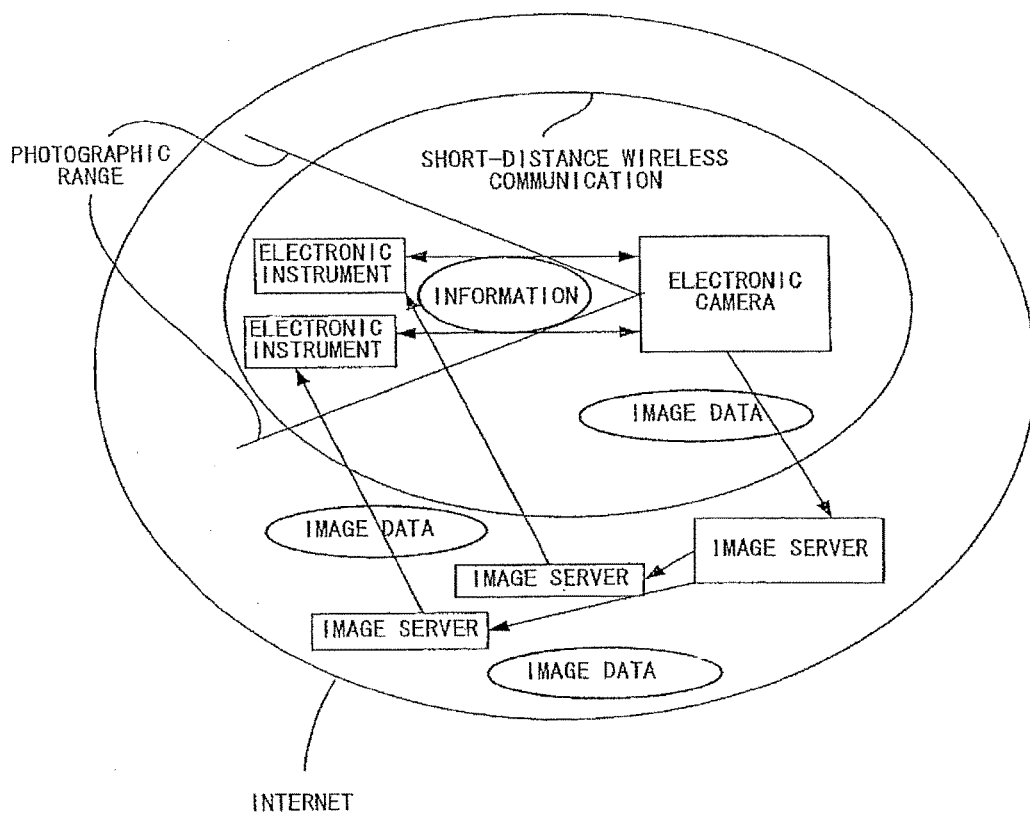 PHOTOGRAPHIC
RANGE
SHORT-DISTANCE WIRELESS
COMMUNICATION
ELECTRONIC
INSTRUMENT
INFORMATION
ELECTRONIC
CAMERA
ELECTRONIC
INSTRUMENT
IMAGE DATA
IMAGE DATA
IMAGE SERVER
IMAGE SERVER
IMAGE SERVER
IMAGE DATA
INTERNET